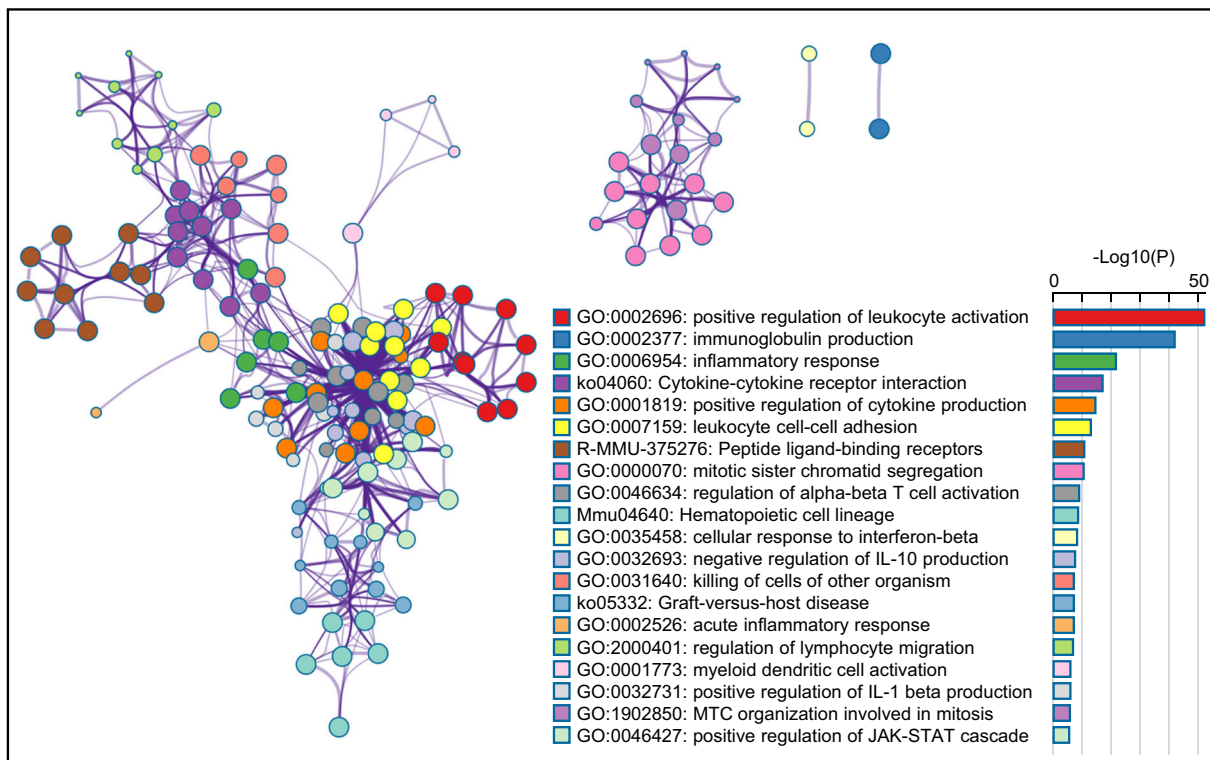 -Log10(P)
0 50
GO:0002696: positive regulation of leukocyte activation
GO:0002377: immunoglobulin production
GO:0006954: inflammatory response
ko04060: Cytokine-cytokine receptor interaction
GO:0001819: positive regulation of cytokine production
GO:0007159: leukocyte cell-cell adhesion
R-MMU-375276: Peptide ligand-binding receptors
GO:0000070: mitotic sister chromatid segregation
GO:0046634: regulation of alpha-beta T cell activation
Mmu04640: Hematopoietic cell lineage
GO:0035458: cellular response to interferon-beta
GO:0032693: negative regulation of IL-10 production
GO:0031640: killing of cells of other organism
ko05332: Graft-versus-host disease
GO:0002526: acute inflammatory response
GO:2000401: regulation of lymphocyte migration
GO:0001773: myeloid dendritic cell activation
GO:0032731: positive regulation of IL-1 beta production
GO:1902850: MTC organization involved in mitosis
GO:0046427: positive regulation of JAK-STAT cascade